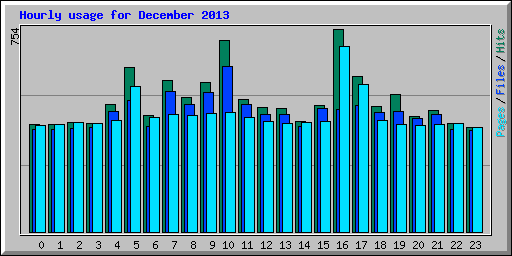 Hourly usage for December 2013
754
Pages / Files / Hits
0 1 2 3 4 5 6 7 8 9 10 11 12 13 14 15 16 17 18 19 20 21 22 23